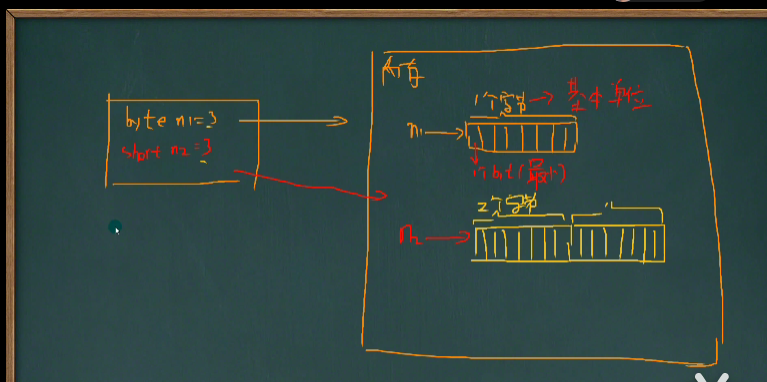 byte n1=3
short n2=3
内存
1个字节 → 基本单位
n1
1个bit(最小)
2个字节
n2